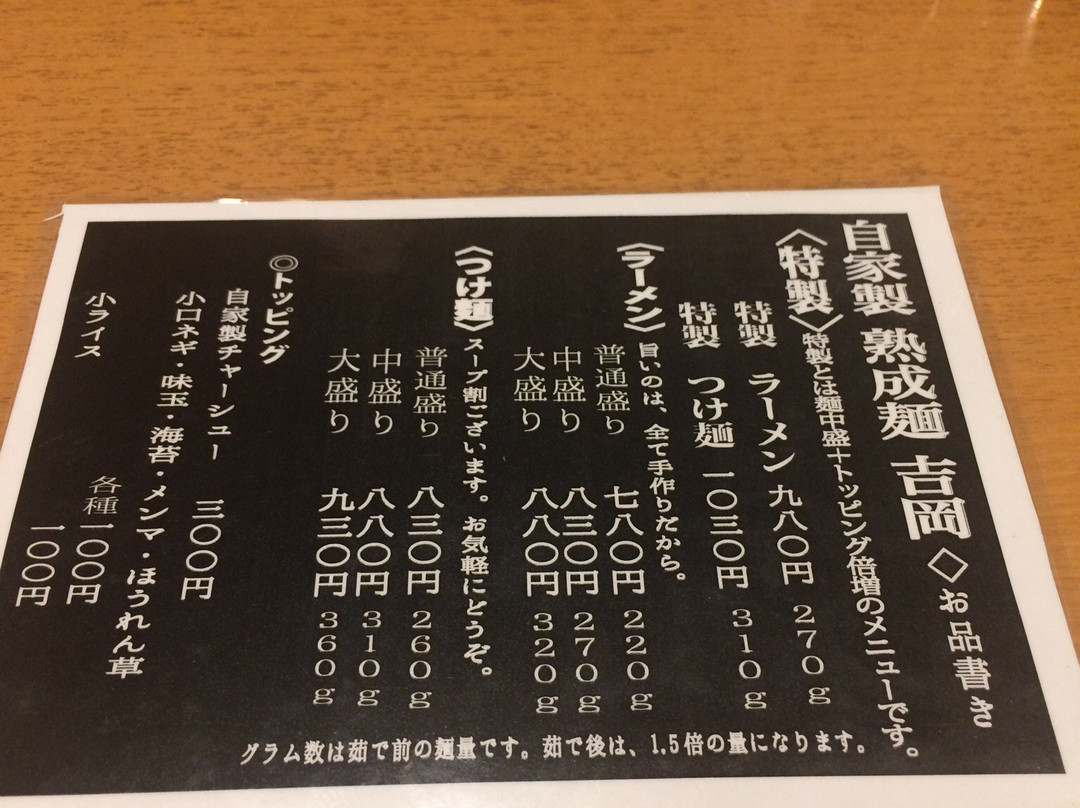 自家製 熟成麺 吉岡 ◇お品書き
〈特製〉特製とは麺中盛＋トッピング倍増のメニューです。
特製 ラーメン 九八〇円 270g
特製 つけ麺 一〇三〇円 310g
〈ラーメン〉旨いのは、全て手作りだから。
普通盛り 七八〇円 220g
中盛り 八三〇円 270g
大盛り 八八〇円 320g
〈つけ麺〉スープ割ございます。お気軽にどうぞ。
普通盛り 八三〇円 260g
中盛り 八八〇円 310g
大盛り 九三〇円 360g
◎トッピング
自家製チャーシュー 三〇〇円
小口ネギ・味玉・海苔・メンマ・ほうれん草
各種一〇〇円
小ライス 一〇〇円
グラム数は茹で前の麺量です。茹で後は、1.5倍の量になります。